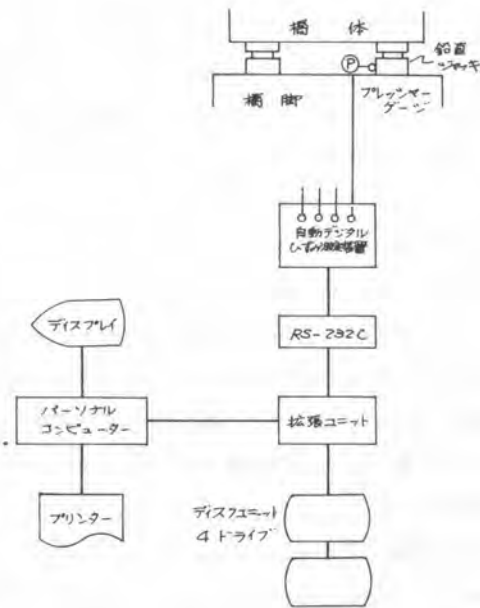 橋体
鉛直
ジャッキ
P
橋脚
プレッシャー
ゲージ
自動デジタル
ひずみ測定装置
ディスプレイ
RS-232C
パーソナル
コンピューター
拡張ユニット
プリンター
ディスクユニット
4ドライブ